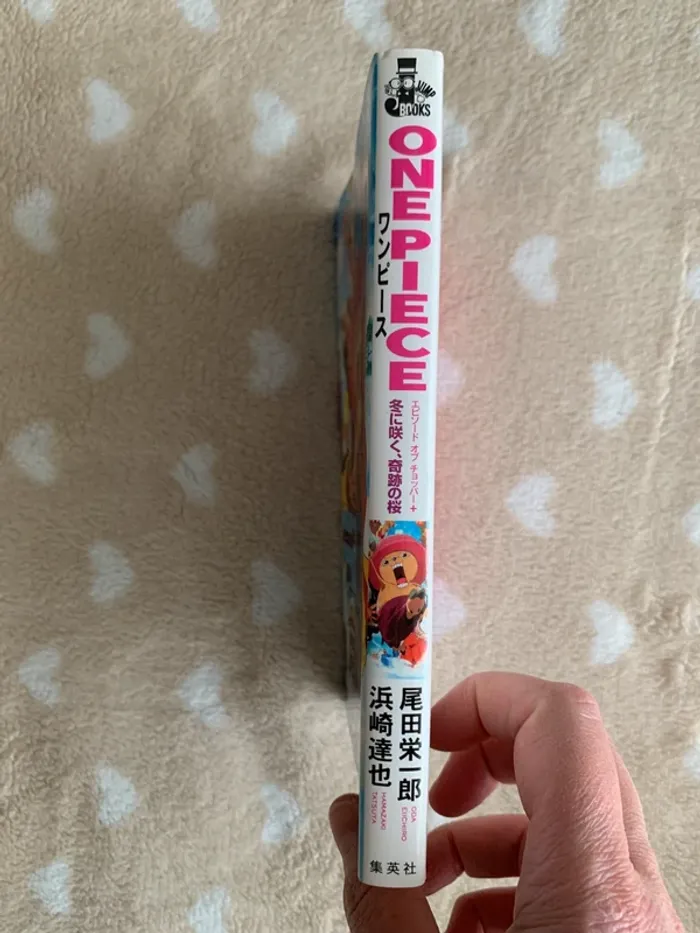 JUMP
BOOKS
ONE PIECE
ワンピース
エピソード オブ チョッパー+
冬に咲く、奇跡の桜
尾田栄一郎
ODA
EIICHIRO
浜崎達也
HAMAZAKI
TATSUYA
集英社